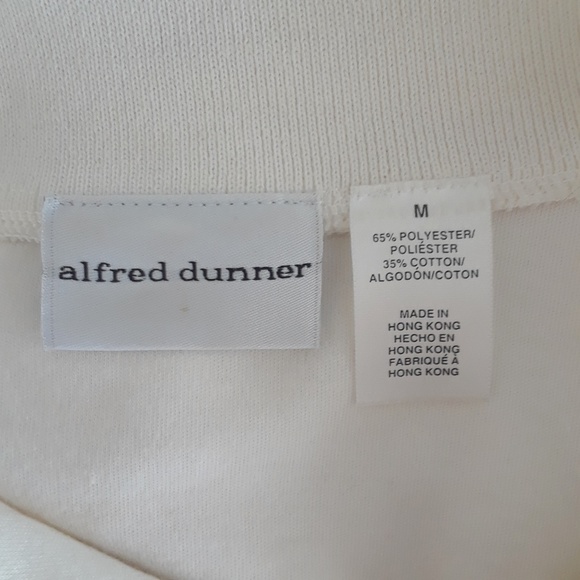 alfred dunner
M
65% POLYESTER/
POLIÉSTER
35% COTTON/
ALGODÓN/COTON
MADE IN
HONG KONG
HECHO EN
HONG KONG
FABRIQUÉ À
HONG KONG